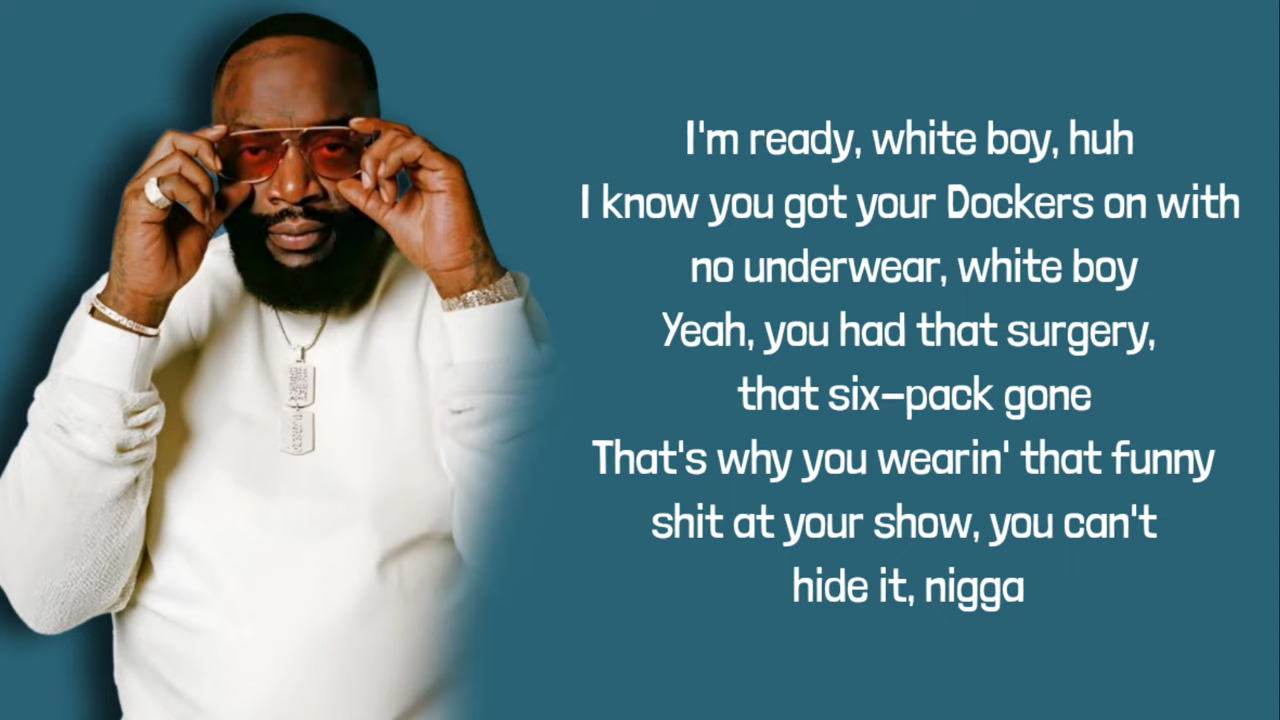 I'm ready, white boy, huh
I know you got your Dockers on with
no underwear, white boy
Yeah, you had that surgery,
that six-pack gone
That's why you wearin' that funny
shit at your show, you can't
hide it, nigga